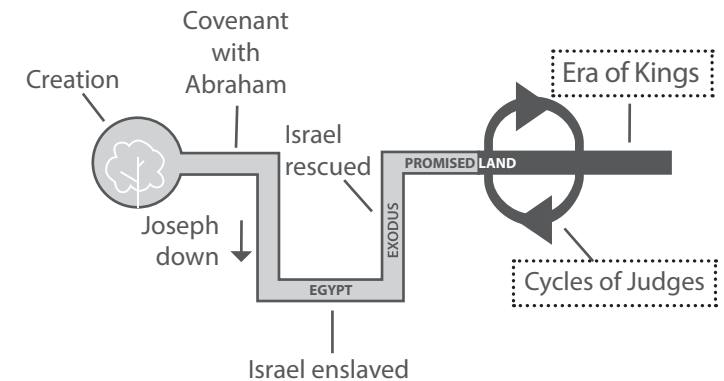 Creation
Covenant
with
Abraham
Joseph
down
EGYPT
Israel enslaved
Israel
rescued
EXODUS
PROMISED LAND
Era of Kings
Cycles of Judges